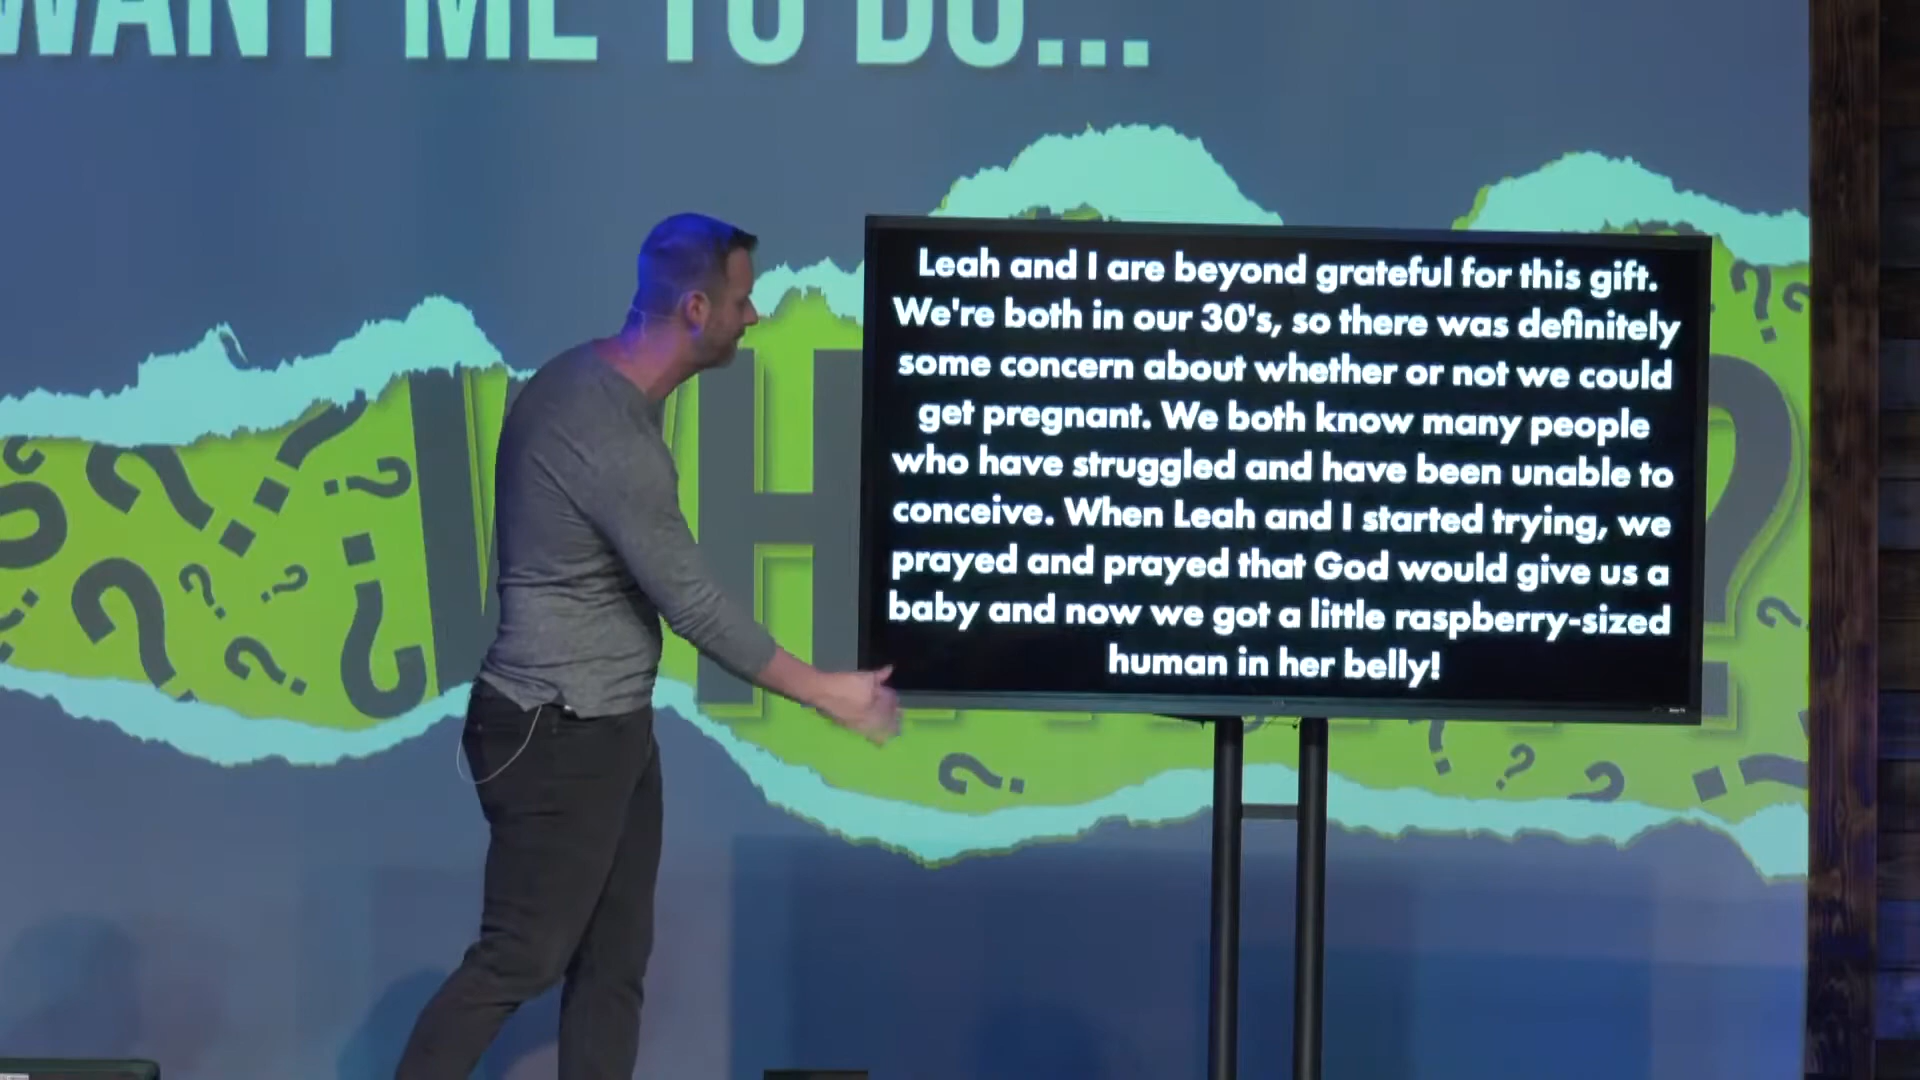 WANT ME TO DO...
Leah and I are beyond grateful for this gift.
We're both in our 30's, so there was definitely
some concern about whether or not we could
get pregnant. We both know many people
who have struggled and have been unable to
conceive. When Leah and I started trying, we
prayed and prayed that God would give us a
baby and now we got a little raspberry-sized
human in her belly!